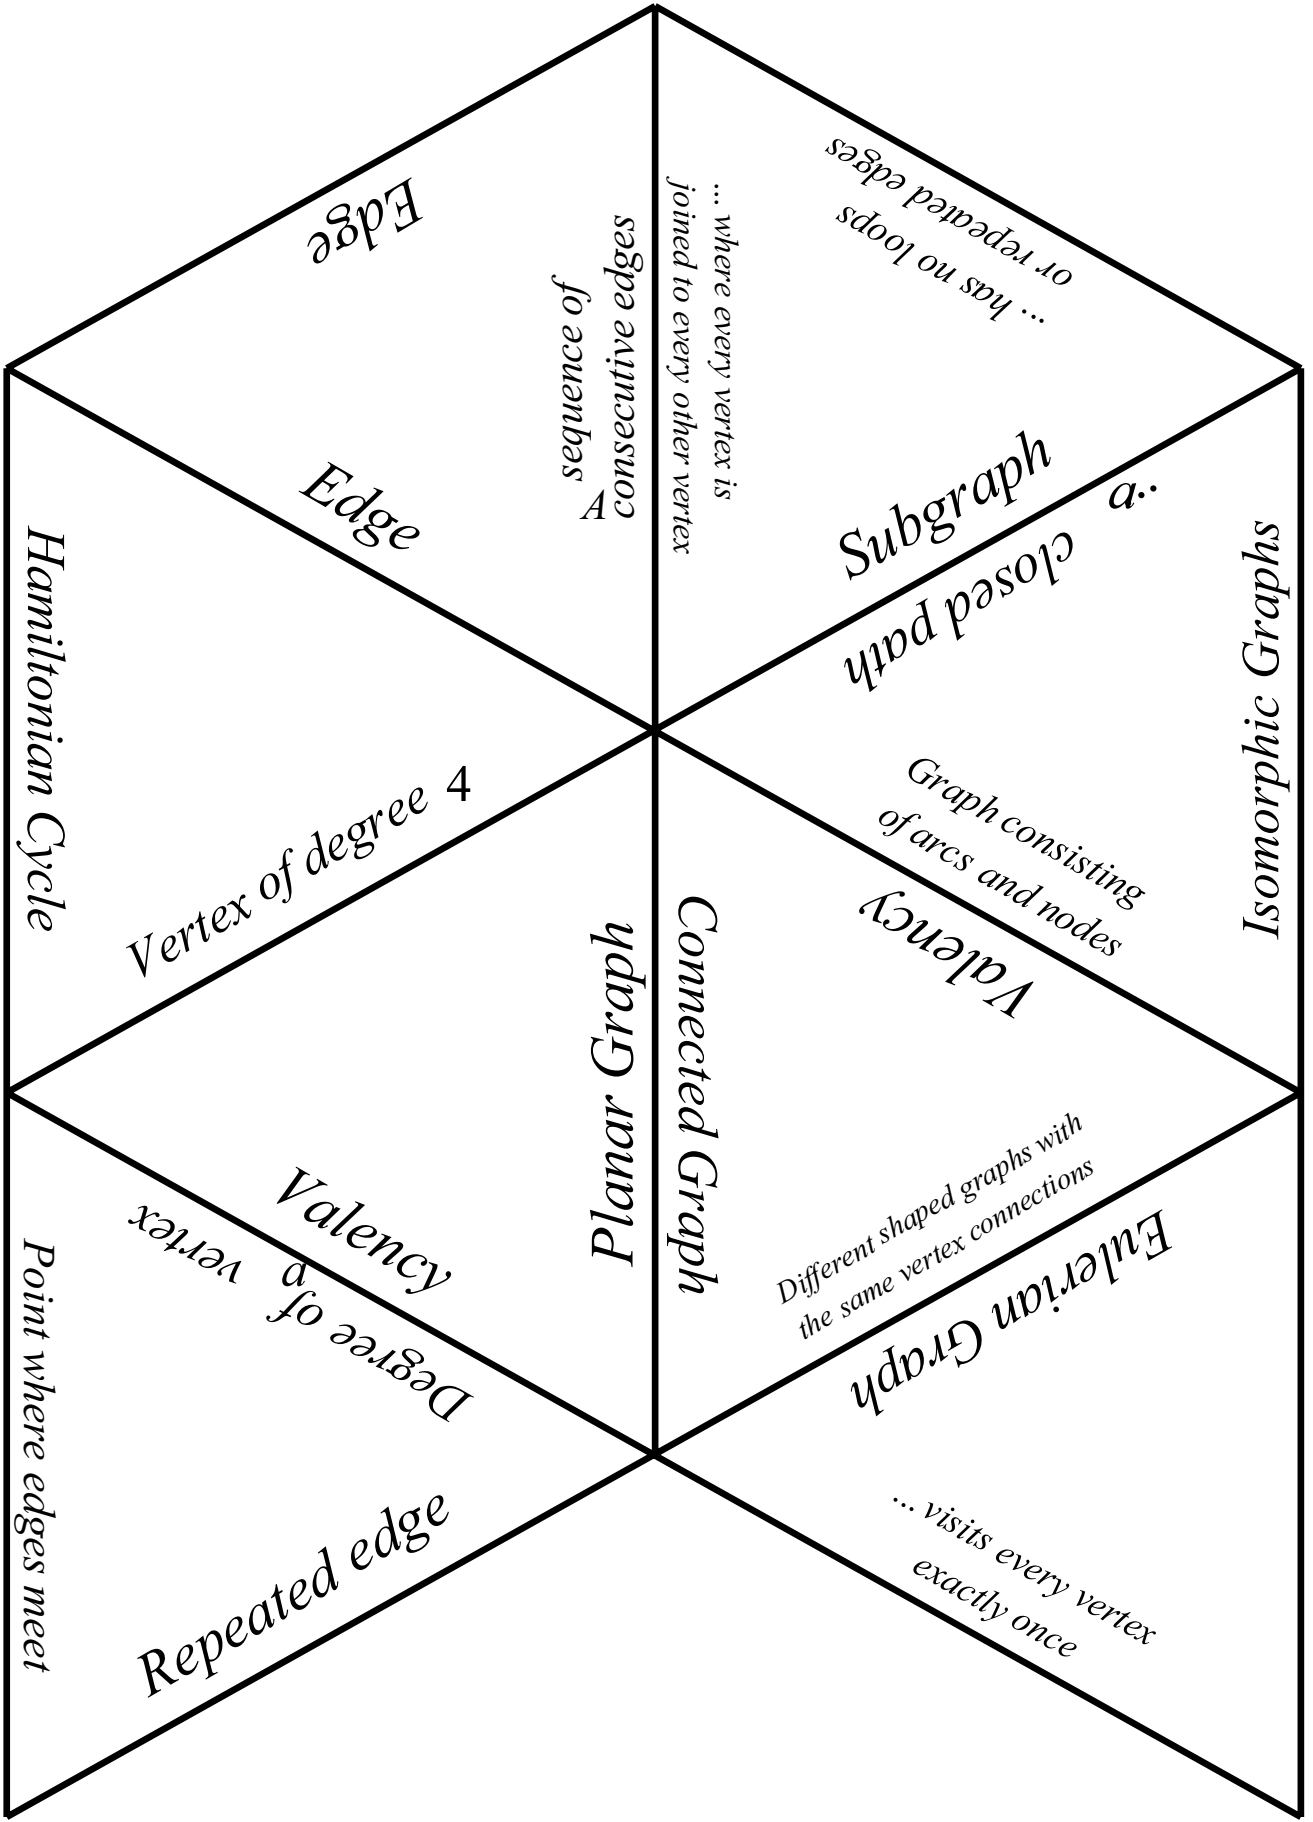 Edge
A
sequence of
consecutive edges
Edge
... where every vertex is
joined to every other vertex
... has no loops
or repeated edges
Subgraph
Hamiltonian Cycle
Vertex of degree 4
a..
closed path
Isomorphic Graphs
Graph consisting
of arcs and nodes
Planar Graph
Valency
Connected Graph
Valency
Different shaped graphs with
the same vertex connections
Degree of
a
vertex
Point where edges meet
Repeated edge
Eulerian Graph
... visits every vertex
exactly once